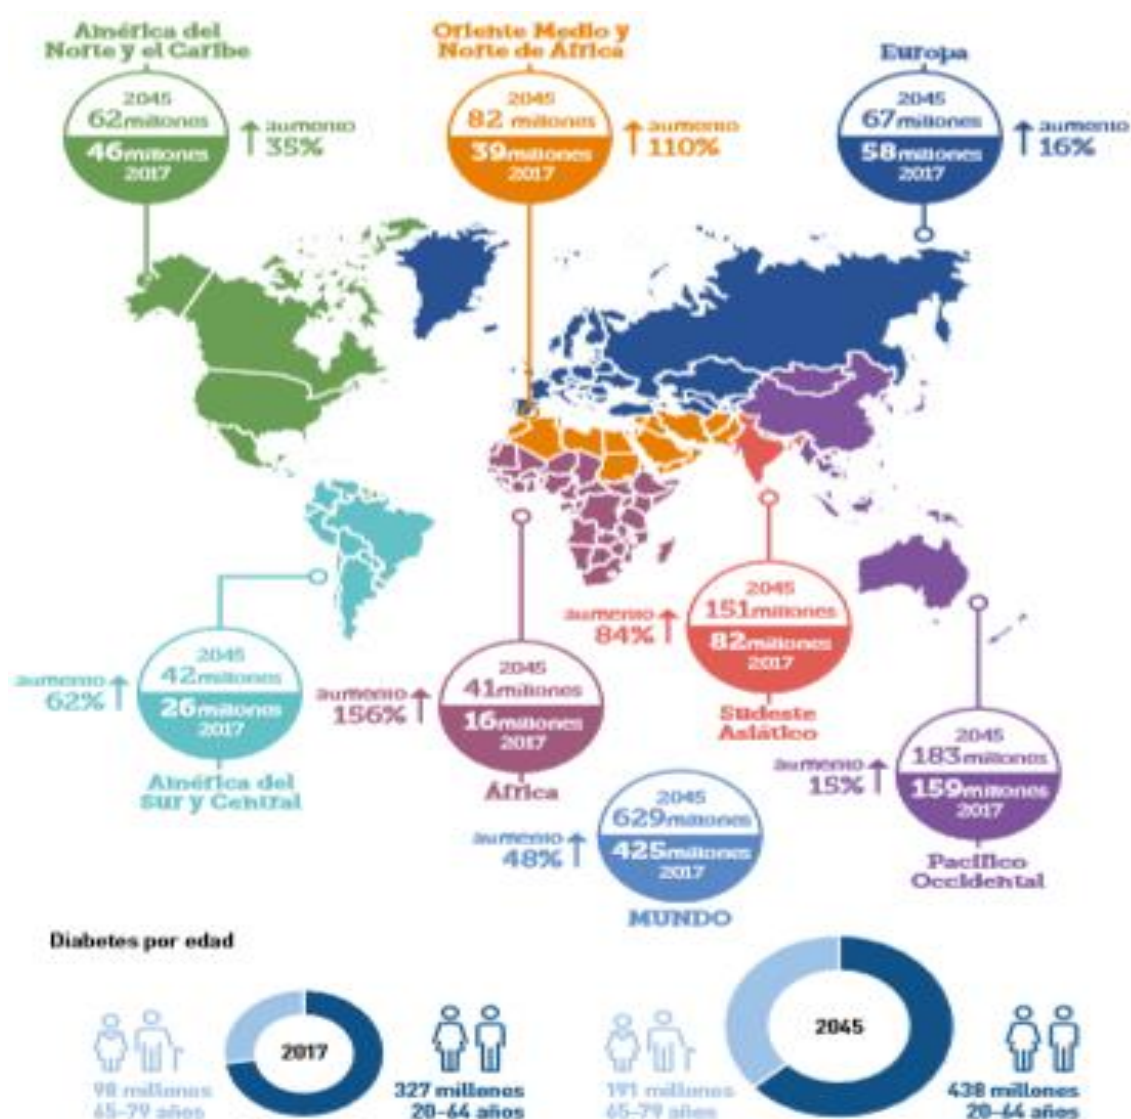 América del
Norte y el Caribe
2045
62 millones
46 millones
2017
aumento
35%
Oriente Medio y
Norte de África
2045
82 millones
39 millones
2017
aumento
110%
Europa
2045
67 millones
58 millones
2017
aumento
16%
2045
42 millones
26 millones
2017
aumento
62%
América del
Sur y Central
2045
41 millones
16 millones
2017
aumento
156%
África
2045
151 millones
82 millones
2017
aumento
84%
Sudeste
Asiático
2045
183 millones
159 millones
2017
aumento
15%
Pacífico
Occidental
2045
629 millones
425 millones
2017
aumento
48%
MUNDO
Diabetes por edad
2017
98 millones
65-79 años
327 millones
20-64 años
2045
191 millones
65-79 años
438 millones
20-64 años